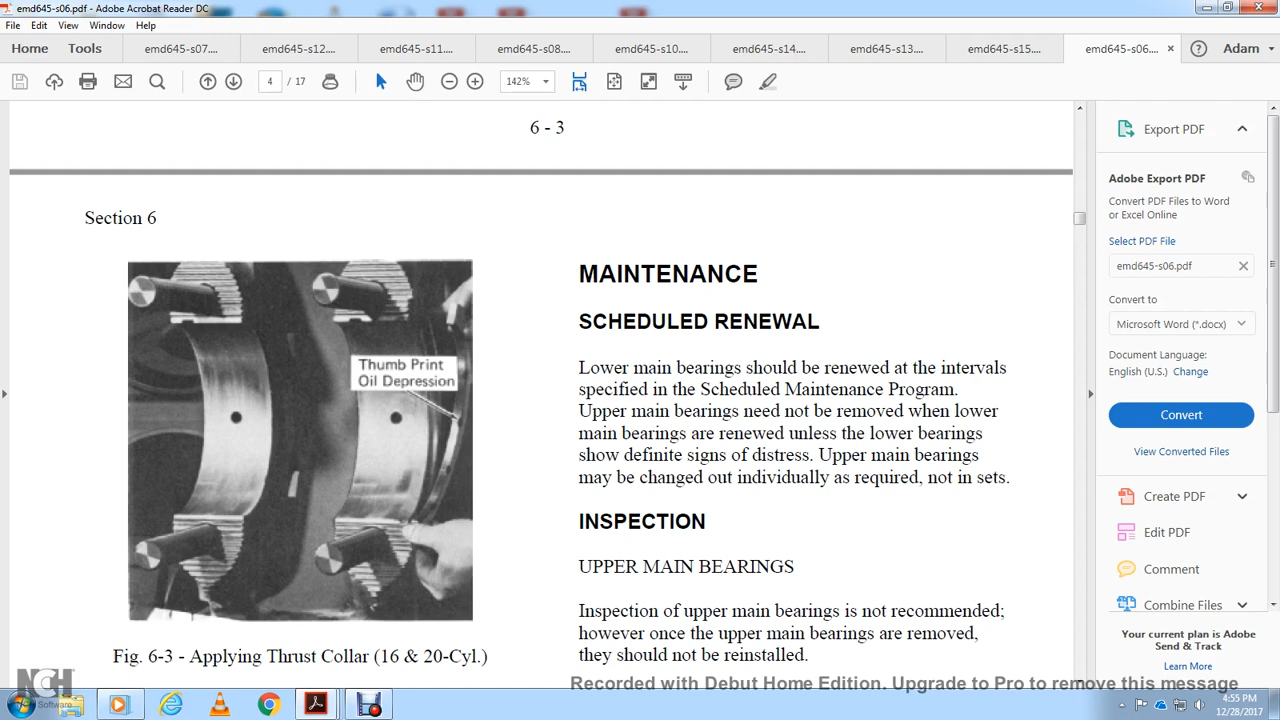 emd645-s06.pdf - Adobe Acrobat Reader DC
File Edit View Window Help
Home Tools emd645-s07.... emd645-s12.... emd645-s11.... emd645-s08.... emd645-s10.... emd645-s14.... emd645-s13.... emd645-s15.... emd645-s06.... × Adam
4 / 17 142%
6 - 3
Section 6
Thumb Print
Oil Depression
Fig. 6-3 - Applying Thrust Collar (16 & 20-Cyl.)
MAINTENANCE
SCHEDULED RENEWAL
Lower main bearings should be renewed at the intervals
specified in the Scheduled Maintenance Program.
Upper main bearings need not be removed when lower
main bearings are renewed unless the lower bearings
show definite signs of distress. Upper main bearings
may be changed out individually as required, not in sets.
INSPECTION
UPPER MAIN BEARINGS
Inspection of upper main bearings is not recommended;
however once the upper main bearings are removed,
they should not be reinstalled.
Export PDF
Adobe Export PDF
Convert PDF Files to Word
or Excel Online
Select PDF File
emd645-s06.pdf
Convert to
Microsoft Word (*.docx)
Document Language:
English (U.S.) Change
Convert
View Converted Files
Create PDF
Edit PDF
Comment
Combine Files
Your current plan is Adobe
Send & Track
Learn More
NCH Software
Recorded with Debut Home Edition. Upgrade to Pro to remove this message
4:55 PM
12/28/2017